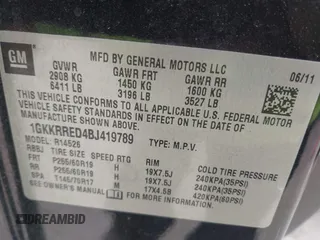 GM
MFD BY GENERAL MOTORS LLC
GVWR GAWR FRT GAWR RR
2908 KG 1450 KG 1600 KG 06/11
6411 LB 3196 LB 3527 LB
THIS VEHICLE CONFORMS TO ALL APPLICABLE U.S. FEDERAL
MOTOR VEHICLE SAFETY STANDARDS IN EFFECT ON THE
DATE OF MANUFACTURE SHOWN ABOVE.
1GKKRRED4BJ419789 TYPE: M.P.V.
MODEL: R14526
RBBJ TIRE SIZE SPEED RTG RIM COLD TIRE PRESSURE
FRT P255/60R19 H 19X7.5J 240KPA(35PSI)
RR P255/60R19 H 19X7.5J 240KPA(35PSI)
SPA T145/70R17 M 17X4.5B 420KPA(60PSI)
SEE OWNER'S MANUAL FOR MORE INFORMATION
DREAMBID